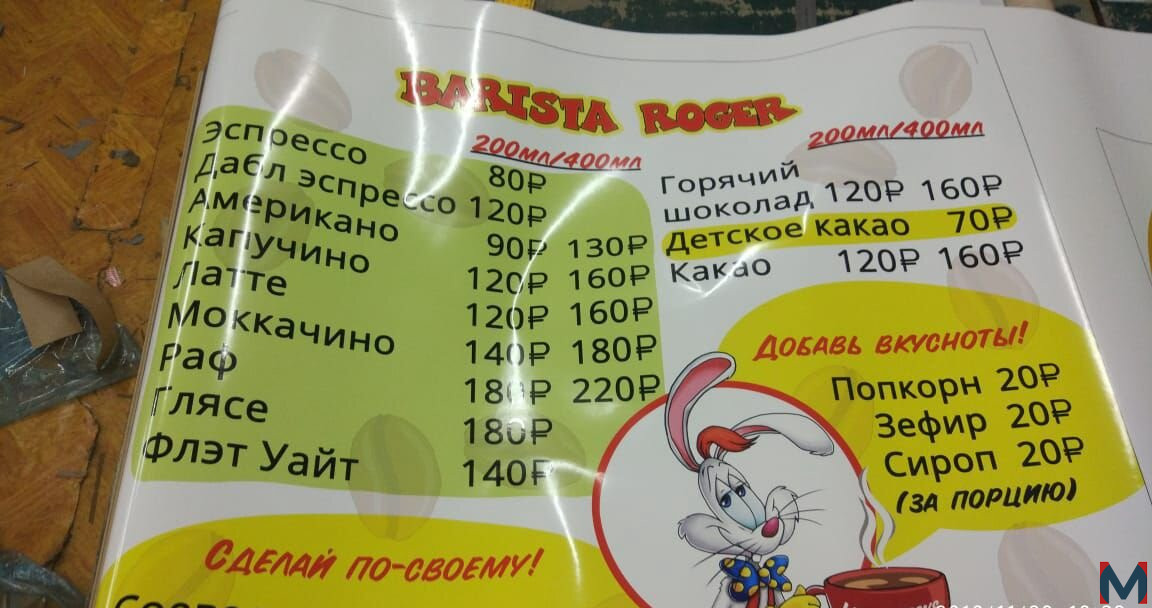 BARISTA ROGER
200мл/400мл
Эспрессо 80₽
Дабл эспрессо 120₽
Американо 90₽ 130₽
Капучино 120₽ 160₽
Латте 120₽ 160₽
Моккачино 140₽ 180₽
Раф 180₽ 220₽
Глясе 180₽
Флэт Уайт 140₽
Сделай по-своему!
200мл/400мл
Горячий
шоколад 120₽ 160₽
Детское какао 70₽
Какао 120₽ 160₽
Добавь вкусноты!
Попкорн 20₽
Зефир 20₽
Сироп 20₽
(за порцию)
M